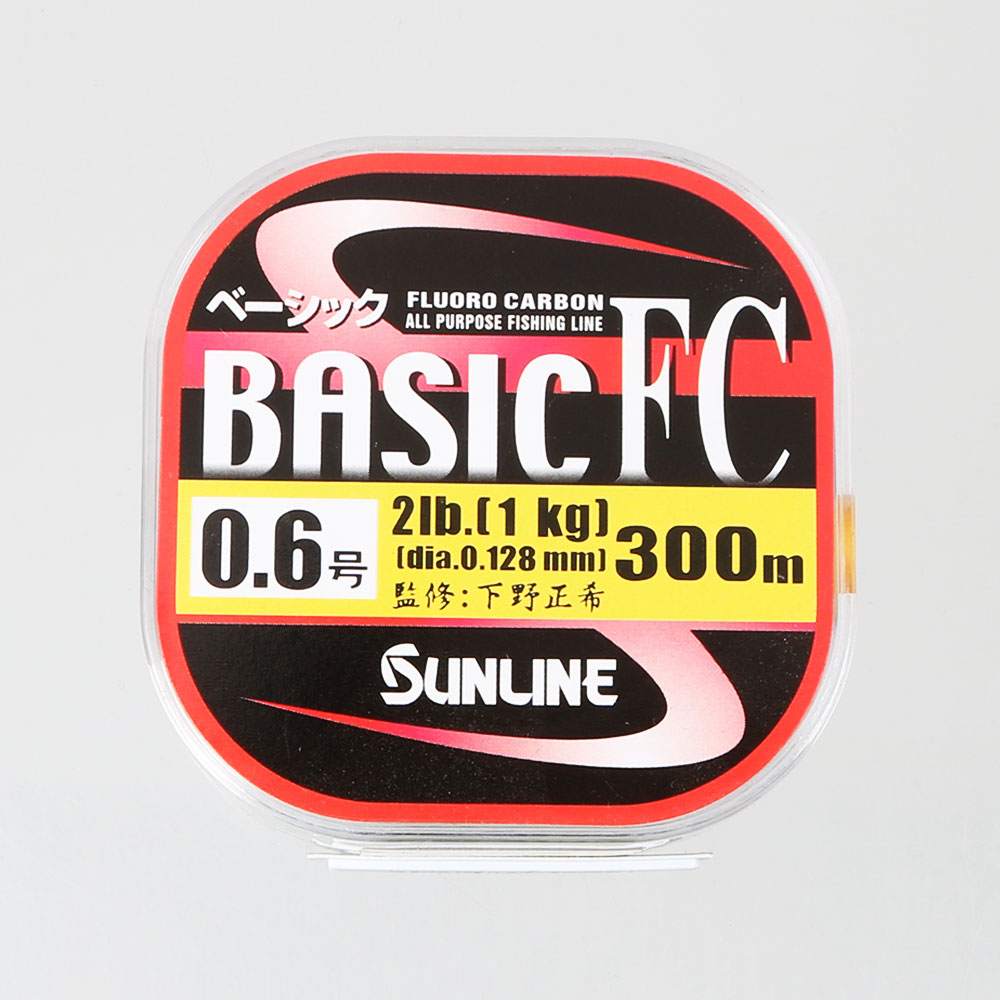 ベーシック
FLUORO CARBON
ALL PURPOSE FISHING LINE
BASIC FC
0.6号
2lb.(1 kg)
(dia.0.128 mm)
300m
監修:下野正希
SUNLINE